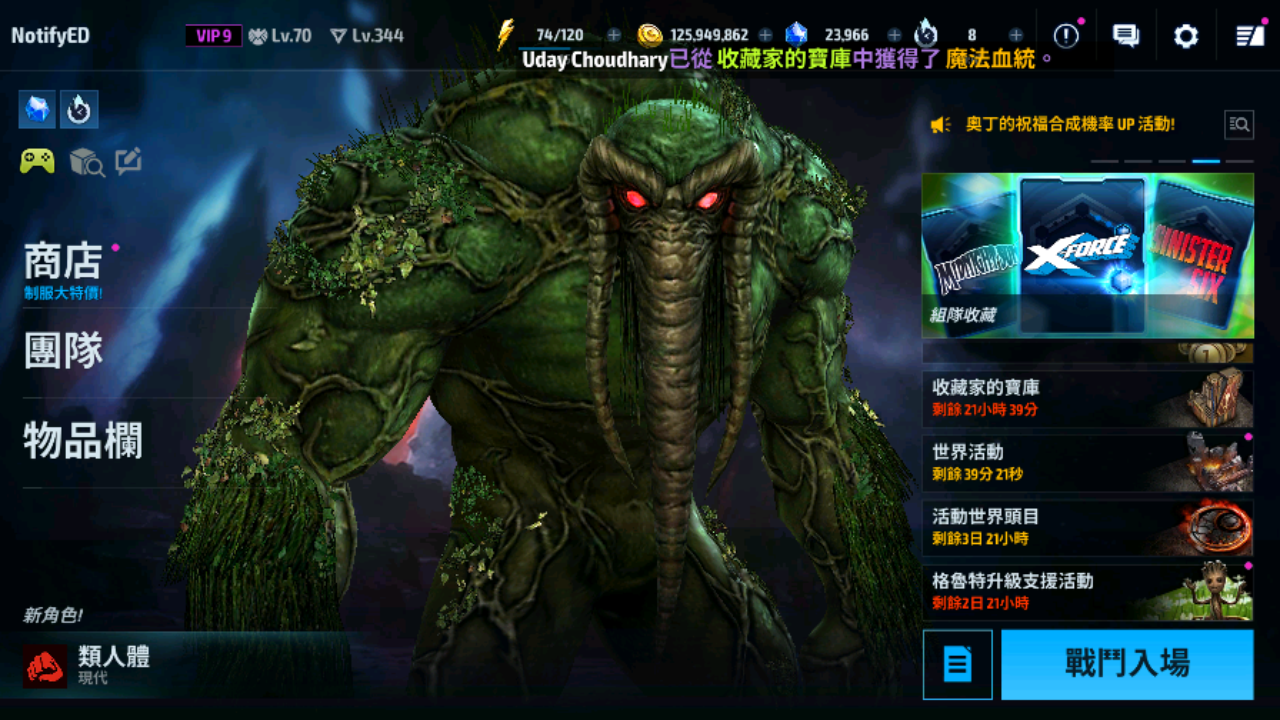 NotifyED
VIP 9 Lv.70 Lv.344
74/120 125,949,862 23,966 8
Uday Choudhary已從 收藏家的寶庫中獲得了 魔法血統。
奧丁的祝福合成機率 UP 活動!
商店
制服大特價!
團隊
物品欄
X-FORCE
SINISTER SIX
組隊收藏
收藏家的寶庫
剩餘 21小時 39分
世界活動
剩餘 39分 21秒
活動世界頭目
剩餘3日 21小時
格魯特升級支援活動
剩餘2日 21小時
新角色!
類人體
現代
戰鬥入場